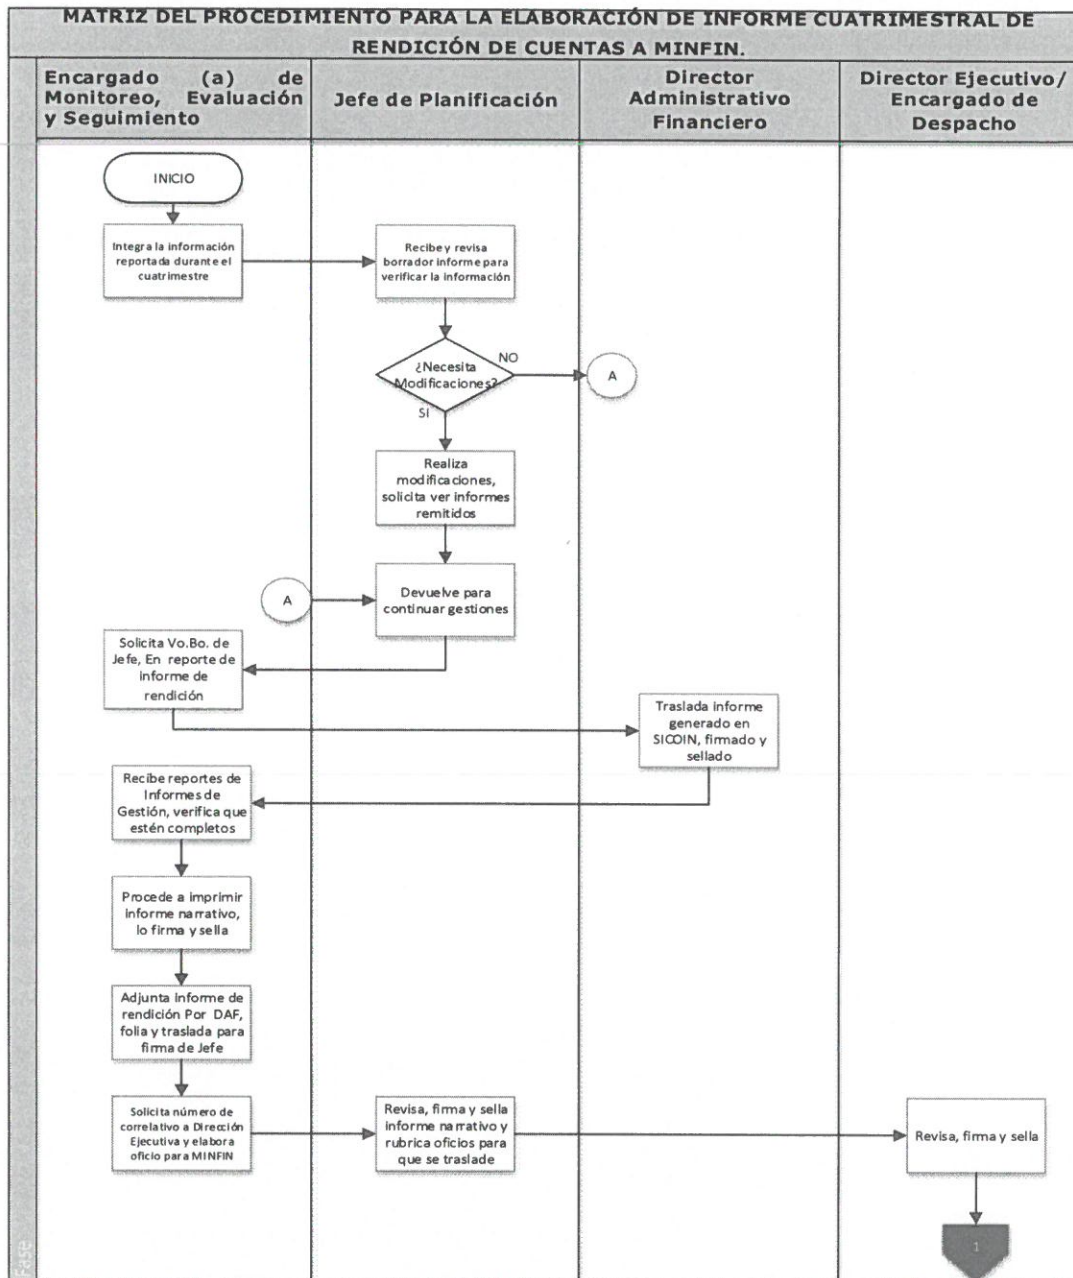 MATRIZ DEL PROCEDIMIENTO PARA LA ELABORACIÓN DE INFORME CUATRIMESTRAL DE
RENDICIÓN DE CUENTAS A MINFIN.
Encargado (a) de
Monitoreo, Evaluación
y Seguimiento
Jefe de Planificación
Director
Administrativo
Financiero
Director Ejecutivo/
Encargado de
Despacho
INICIO
Integra la información
reportada durante el
cuatrimestre
Recibe y revisa
borrador informe para
verificar la información
¿Necesita
Modificaciones?
NO
A
SI
Realiza
modificaciones,
solicita ver informes
remitidos
A
Devuelve para
continuar gestiones
Solicita Vo.Bo. de
Jefe, En reporte de
informe de
rendición
Traslada informe
generado en
SICOIN, firmado y
sellado
Recibe reportes de
Informes de
Gestión, verifica que
estén completos
Procede a imprimir
informe narrativo,
lo firma y sella
Adjunta informe de
rendición Por DAF,
folia y traslada para
firma de Jefe
Solicita número de
correlativo a Dirección
Ejecutiva y elabora
oficio para MINFIN
Revisa, firma y sella
informe narrativo y
rubrica oficios para
que se traslade
Revisa, firma y sella
1
Fase